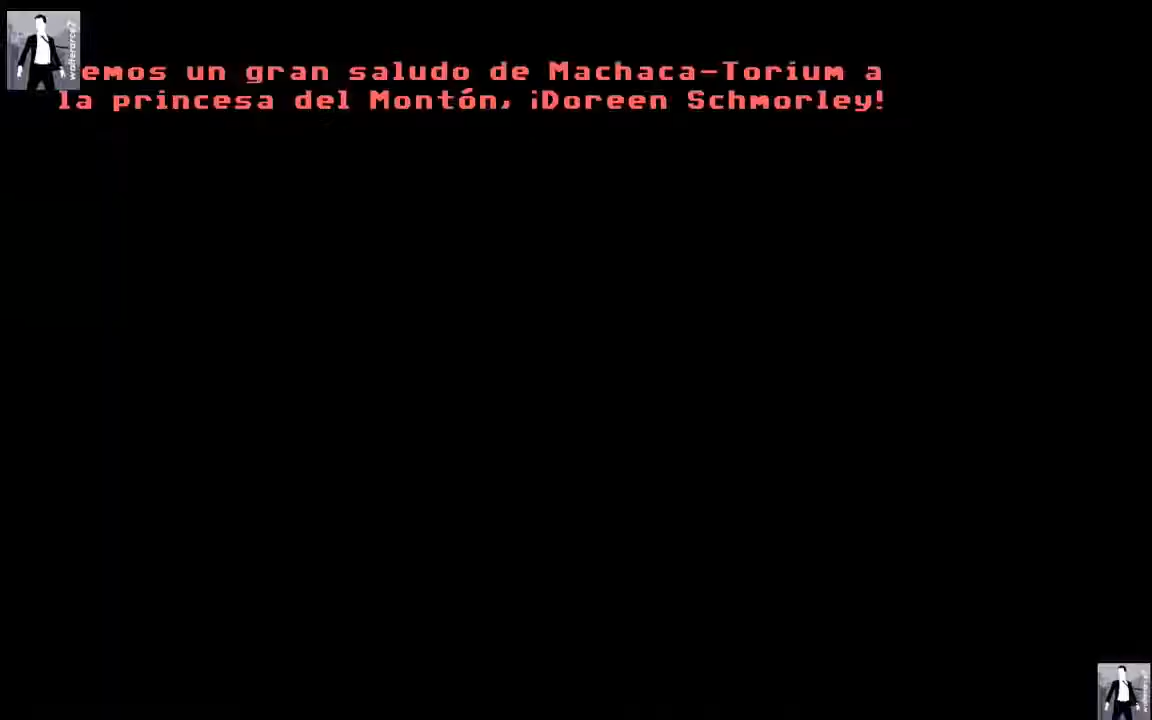 emos un gran saludo de Machaca-Torium a
la princesa del Montón, ¡Doreen Schmorley!